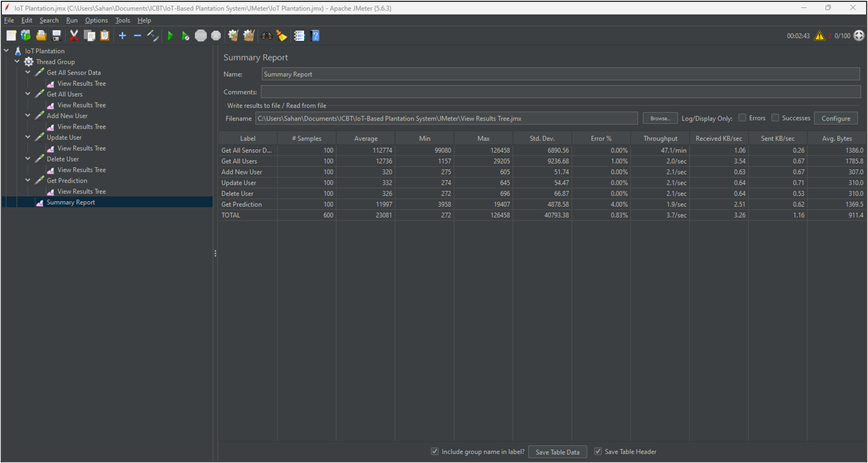 IoT Plantation.jmx (C:\Users\Sahan\Documents\ICBT\IoT-Based Plantation System\JMeter\IoT Plantation.jmx) - Apache JMeter (5.6.3)
File Edit Search Run Options Tools Help
00:02:43 0/100
IoT Plantation
Thread Group
Get All Sensor Data
View Results Tree
Get All Users
View Results Tree
Add New User
View Results Tree
Update User
View Results Tree
Delete User
View Results Tree
Get Prediction
View Results Tree
Summary Report
Summary Report
Name: Summary Report
Comments:
Write results to file / Read from file
Filename C:\Users\Sahan\Documents\ICBT\IoT-Based Plantation System\JMeter\View Results Tree.jmx Browse... Log/Display Only: Errors Successes Configure
Label # Samples Average Min Max Std. Dev. Error % Throughput Received KB/sec Sent KB/sec Avg. Bytes
Get All Sensor D... 100 112774 99080 126458 6890.56 0.00% 47.1/min 1.06 0.26 1386.0
Get All Users 100 12736 1157 29205 9236.68 1.00% 2.0/sec 3.54 0.67 1785.8
Add New User 100 320 275 605 51.74 0.00% 2.1/sec 0.63 0.67 307.0
Update User 100 332 274 645 54.47 0.00% 2.1/sec 0.64 0.71 310.0
Delete User 100 326 272 696 66.87 0.00% 2.1/sec 0.64 0.53 310.0
Get Prediction 100 11997 3958 19407 4878.58 4.00% 1.9/sec 2.51 0.62 1369.5
TOTAL 600 23081 272 126458 40793.38 0.83% 3.7/sec 3.26 1.16 911.4
Include group name in label? Save Table Data Save Table Header